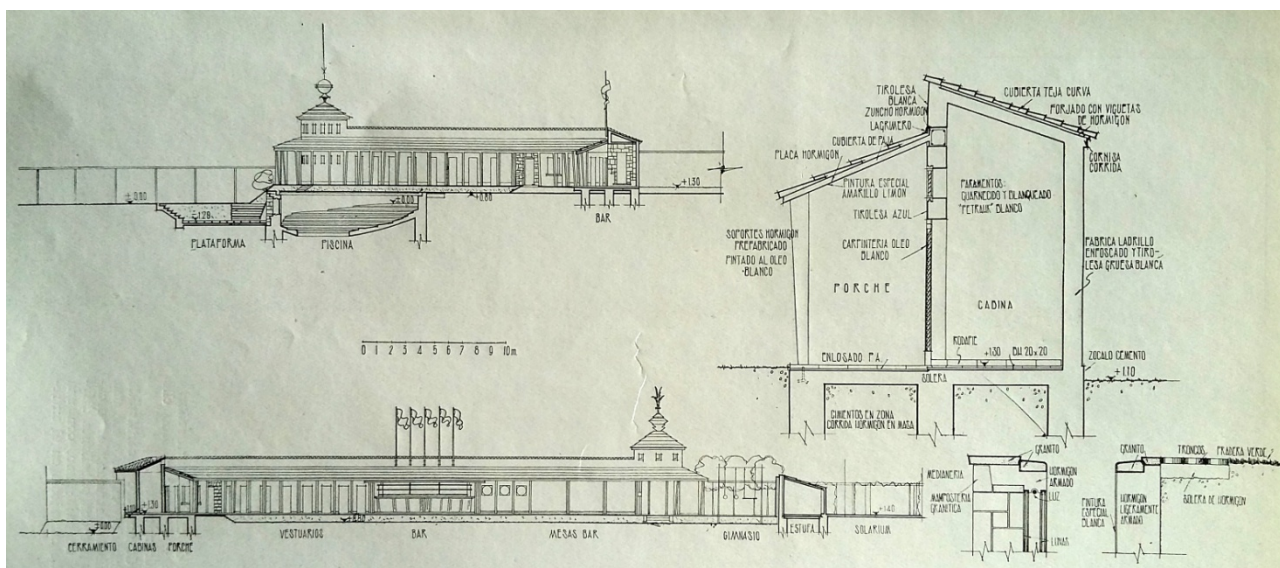 +0.90
-1.20
±0.00
+0.80
+1.30
PLATAFORMA
PISCINA
BAR
0 1 2 3 4 5 6 7 8 9 10m
TIROLESA
BLANCA
ZUNCHO HORMIGON
LAGRIMERO
CUBIERTA DE PAJA
PLACA HORMIGON
CUBIERTA TEJA CURVA
FORJADO CON VIGUETAS
DE HORMIGON
CORNISA
CORRIDA
PINTURA ESPECIAL
AMARILLO LIMON
TIROLESA AZUL
CARPINTERIA OLEO
BLANCO
PARAMENTOS:
GUARNECIDO Y BLANQUEADO
BLANCO
SOPORTES HORMIGON
PREFABRICADO
PINTADO AL OLEO
BLANCO
FABRICA LADRILLO
ENFOSCADO Y TIRO-
LESA GRUESA BLANCA
PORCHE
CABINA
ENLOSADO P.A.
RODAPIE
+1.30
20x20
ZOCALO CEMENTO
+1.10
SOLERA
CIMIENTOS EN ZONA
CORRIDA HORMIGON EN MASA
±0.00
+1.30
+1.40
CERRAMIENTO
CABINAS
PORCHE
VESTUARIOS
BAR
MESAS BAR
GIMNASIO
ESTUFA
SOLARIUM
GRANITO
MEDIANERIA
MAMPOSTERIA
GRANITICA
HORMIGON
ARMADO
LUZ
LUNAS
GRANITO
TRONCOS
PRADERA VERDE
SOLERA DE HORMIGON
PINTURA
ESPECIAL
BLANCA
HORMIGON
LIGERAMENTE
ARMADO